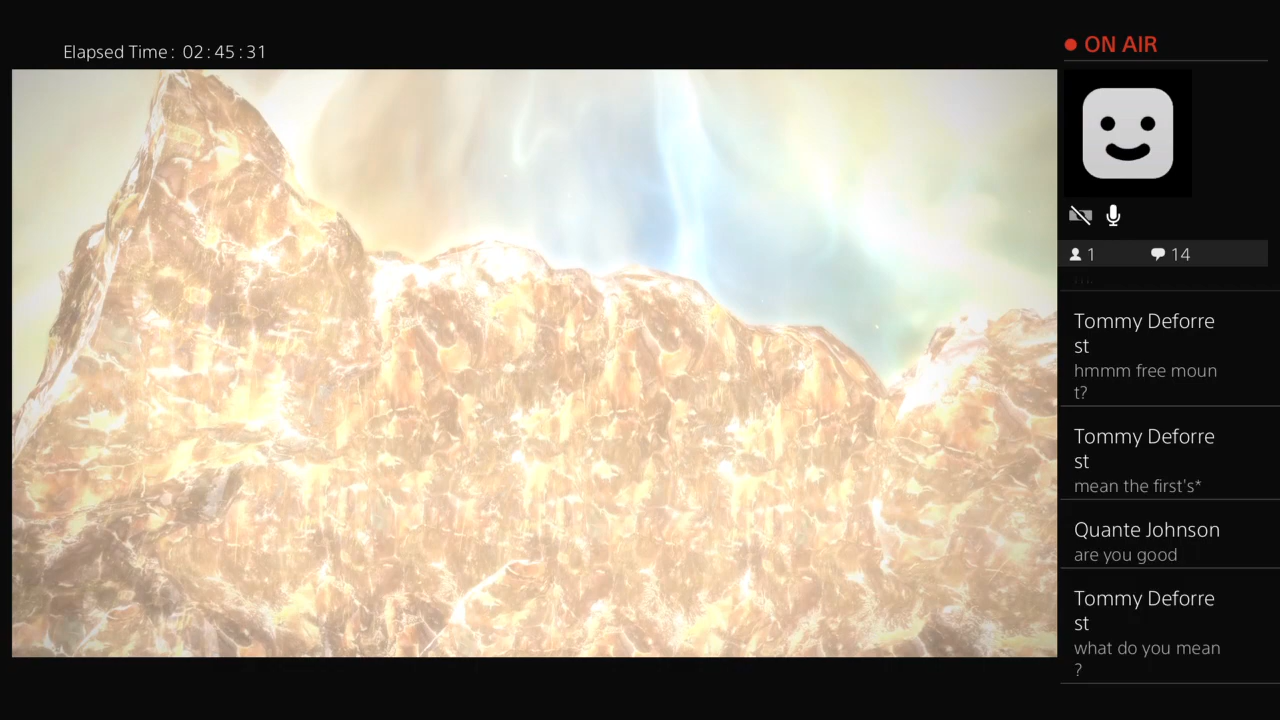 Elapsed Time: 02:45:31
ON AIR
1
14
Tommy Deforre
st
hmmm free moun
t?
Tommy Deforre
st
mean the first's*
Quante Johnson
are you good
Tommy Deforre
st
what do you mean
?